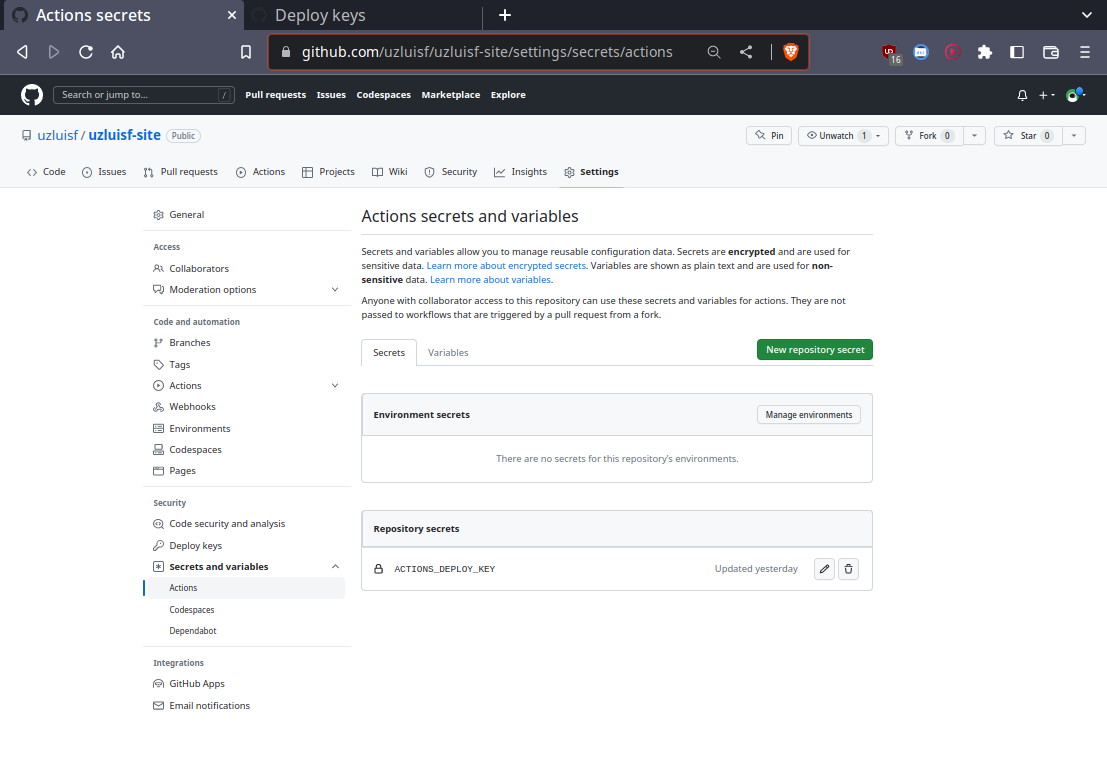 Actions secrets
Deploy keys
github.com/uzluisf/uzluisf-site/settings/secrets/actions
16
Search or jump to... /
Pull requests Issues Codespaces Marketplace Explore
uzluisf / uzluisf-site Public
Pin Unwatch 1 Fork 0 Star 0
Code Issues Pull requests Actions Projects Wiki Security Insights Settings
General
Access
Collaborators
Moderation options
Code and automation
Branches
Tags
Actions
Webhooks
Environments
Codespaces
Pages
Security
Code security and analysis
Deploy keys
Secrets and variables
Actions
Codespaces
Dependabot
Integrations
GitHub Apps
Email notifications
Actions secrets and variables
Secrets and variables allow you to manage reusable configuration data. Secrets are encrypted and are used for
sensitive data. Learn more about encrypted secrets. Variables are shown as plain text and are used for non-
sensitive data. Learn more about variables.
Anyone with collaborator access to this repository can use these secrets and variables for actions. They are not
passed to workflows that are triggered by a pull request from a fork.
Secrets Variables New repository secret
Environment secrets Manage environments
There are no secrets for this repository's environments.
Repository secrets
ACTIONS_DEPLOY_KEY Updated yesterday